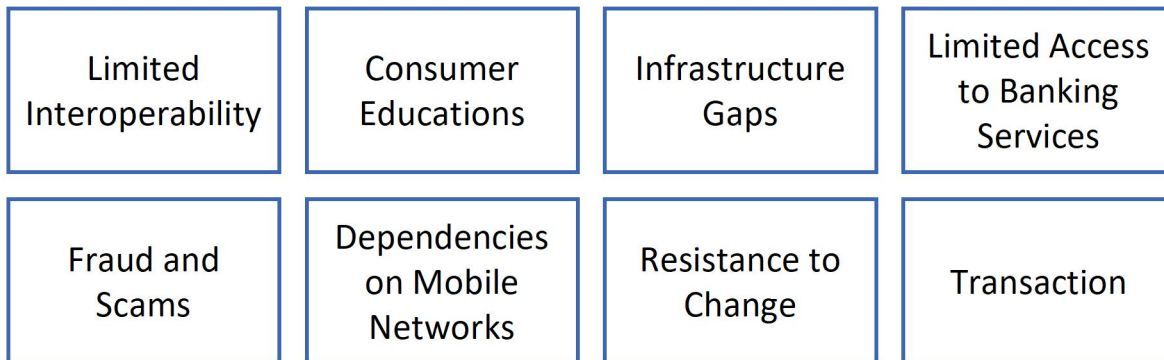 Limited
Interoperability
Consumer
Educations
Infrastructure
Gaps
Limited Access
to Banking
Services
Fraud and
Scams
Dependencies
on Mobile
Networks
Resistance to
Change
Transaction